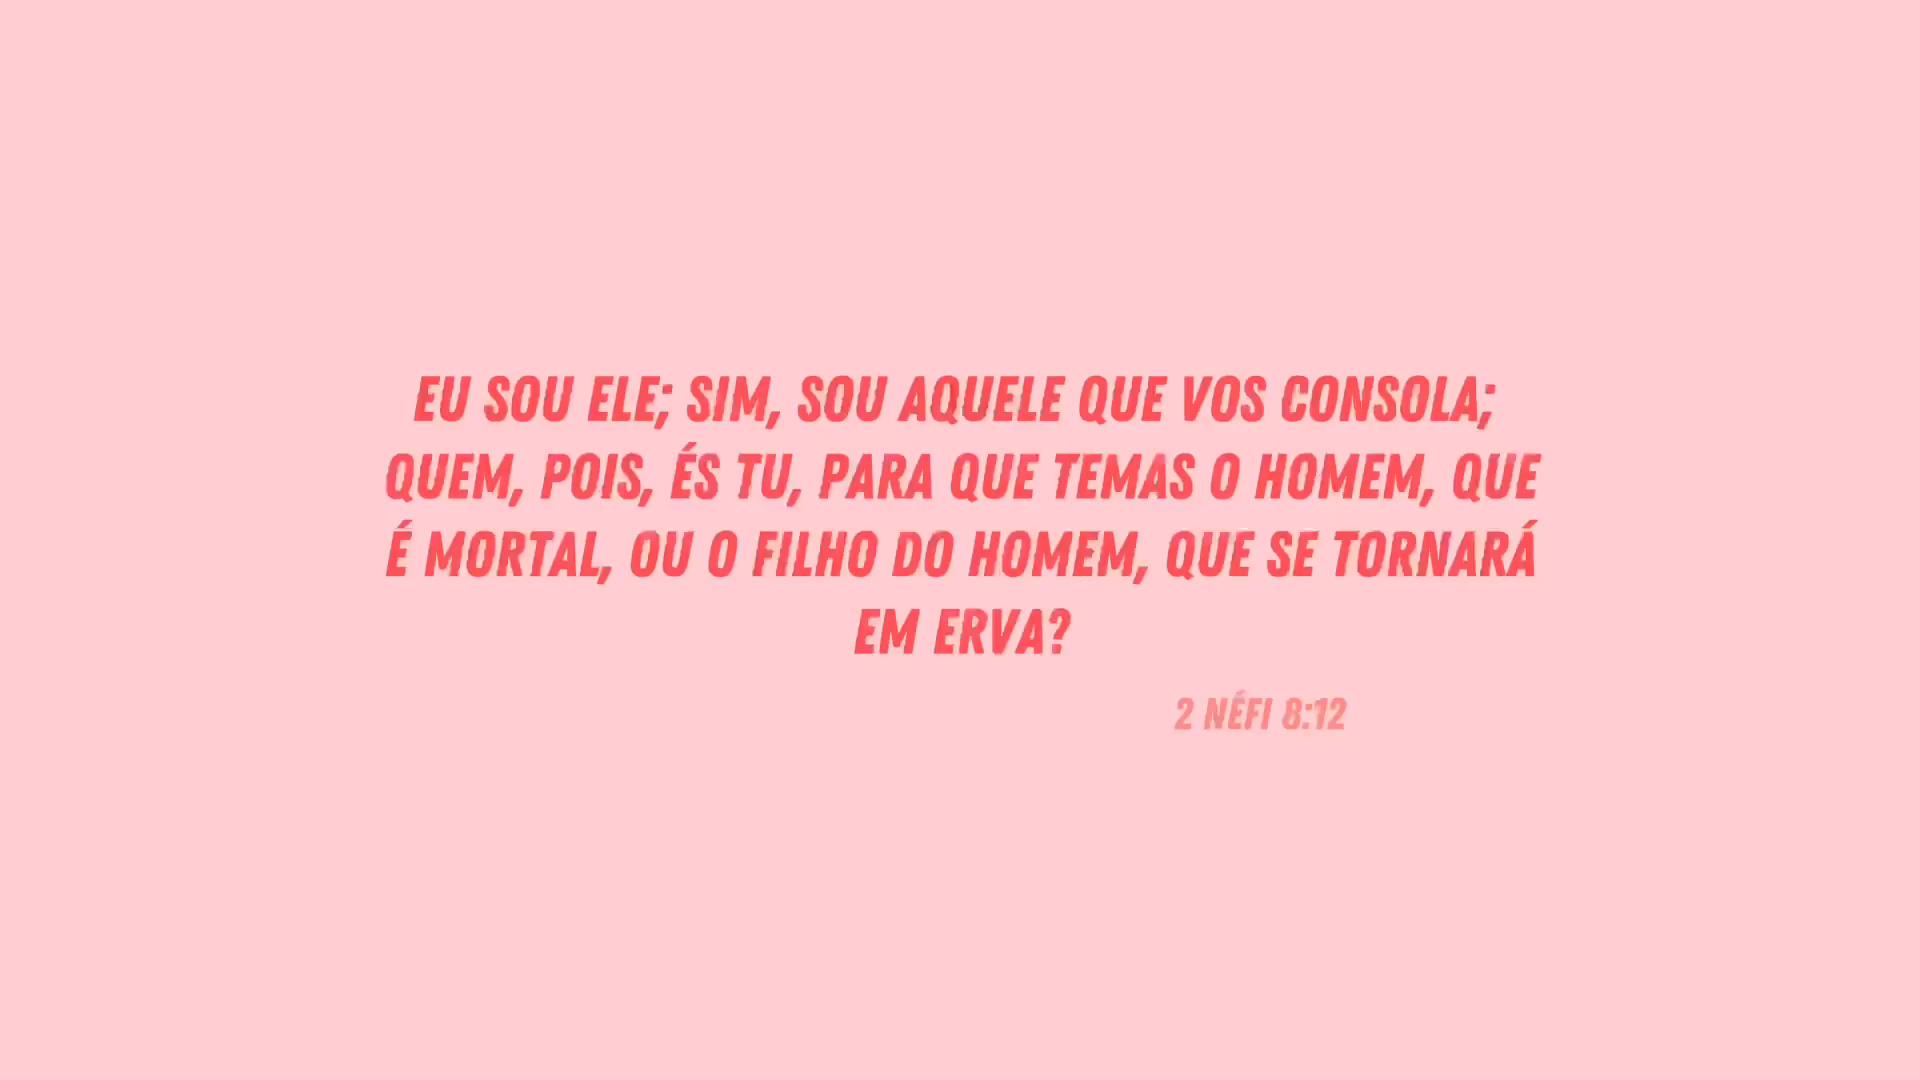 EU SOU ELE; SIM, SOU AQUELE QUE VOS CONSOLA;
QUEM, POIS, ÉS TU, PARA QUE TEMAS O HOMEM, QUE
É MORTAL, OU O FILHO DO HOMEM, QUE SE TORNARÁ
EM ERVA?
2 NÉFI 8:12